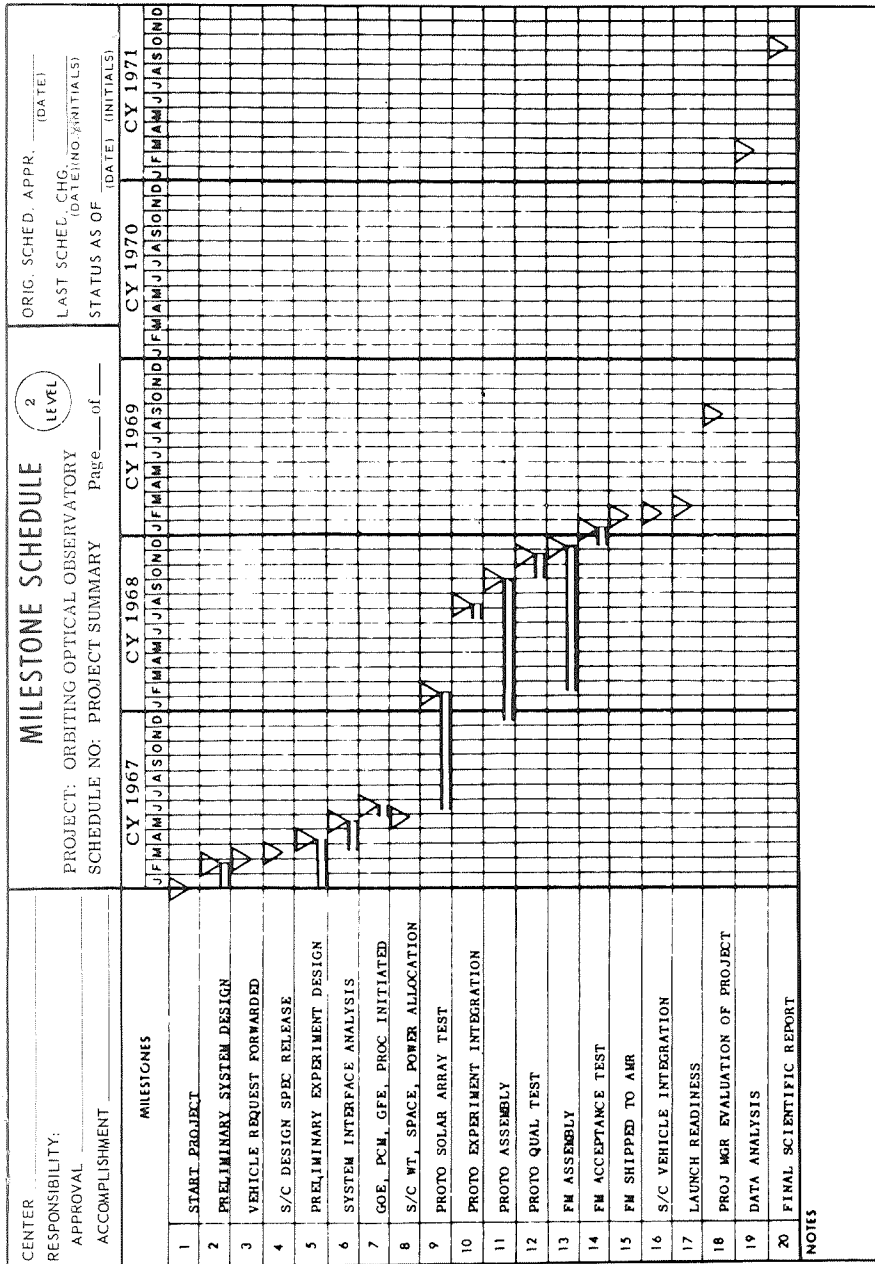 CENTER
RESPONSIBILITY:
APPROVAL
ACCOMPLISHMENT
MILESTONE SCHEDULE
2
LEVEL
PROJECT: ORBITING OPTICAL OBSERVATORY
SCHEDULE NO: PROJECT SUMMARY Page of
ORIG. SCHED. APPR.
(DATE)
LAST SCHED. CHG.
(DATE)(NO.)(INITIALS)
STATUS AS OF
(DATE) (INITIALS)
MILESTONES
CY 1967 CY 1968 CY 1969 CY 1970 CY 1971
J F M A M J J A S O N D J F M A M J J A S O N D J F M A M J J A S O N D J F M A M J J A S O N D J F M A M J J A S O N D
1 START PROJECT
2 PRELIMINARY SYSTEM DESIGN
3 VEHICLE REQUEST FORWARDED
4 S/C DESIGN SPEC RELEASE
5 PRELIMINARY EXPERIMENT DESIGN
6 SYSTEM INTERFACE ANALYSIS
7 GOE, PCM, GFE, PROC INITIATED
8 S/C WT, SPACE, POWER ALLOCATION
9 PROTO SOLAR ARRAY TEST
10 PROTO EXPERIMENT INTEGRATION
11 PROTO ASSEMBLY
12 PROTO QUAL TEST
13 FM ASSEMBLY
14 FM ACCEPTANCE TEST
15 FM SHIPPED TO AMR
16 S/C VEHICLE INTEGRATION
17 LAUNCH READINESS
18 PROJ MGR EVALUATION OF PROJECT
19 DATA ANALYSIS
20 FINAL SCIENTIFIC REPORT
NOTES